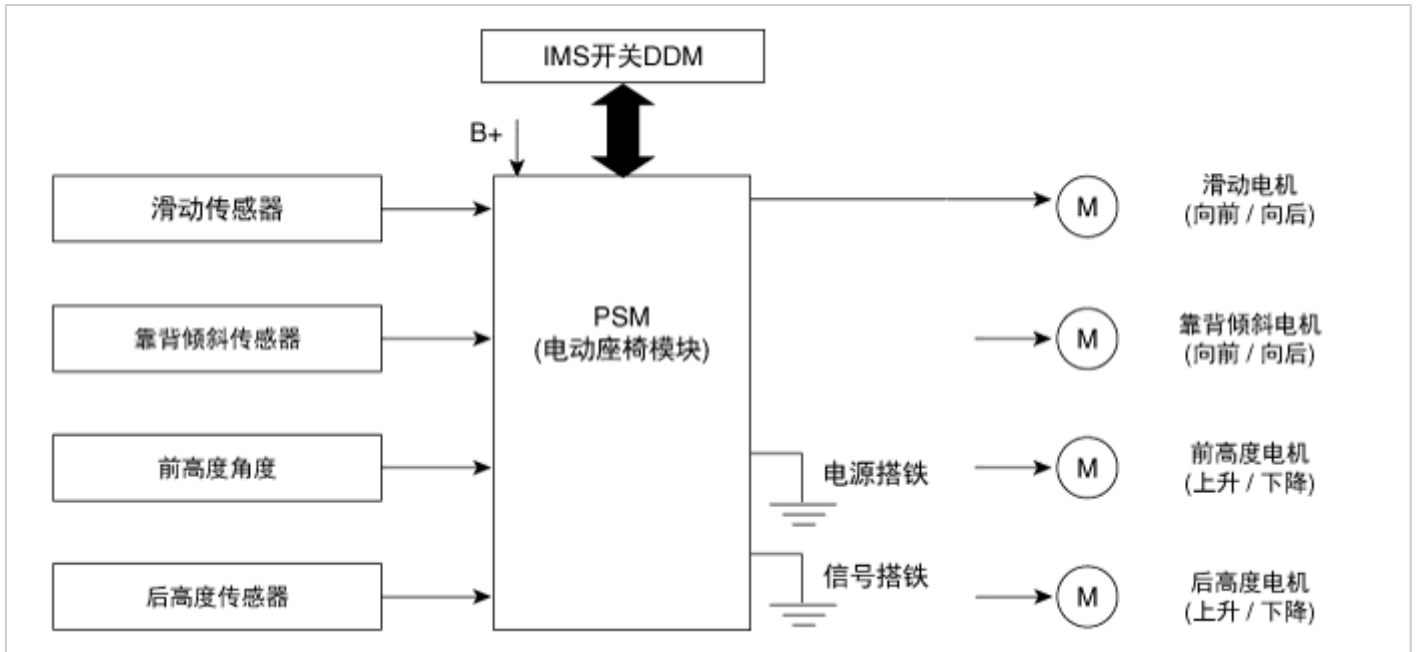 IMS开关DDM
B+
滑动传感器
靠背倾斜传感器
前高度角度
后高度传感器
PSM
(电动座椅模块)
电源搭铁
信号搭铁
M
滑动电机
(向前 / 向后)
M
靠背倾斜电机
(向前 / 向后)
M
前高度电机
(上升 / 下降)
M
后高度电机
(上升 / 下降)